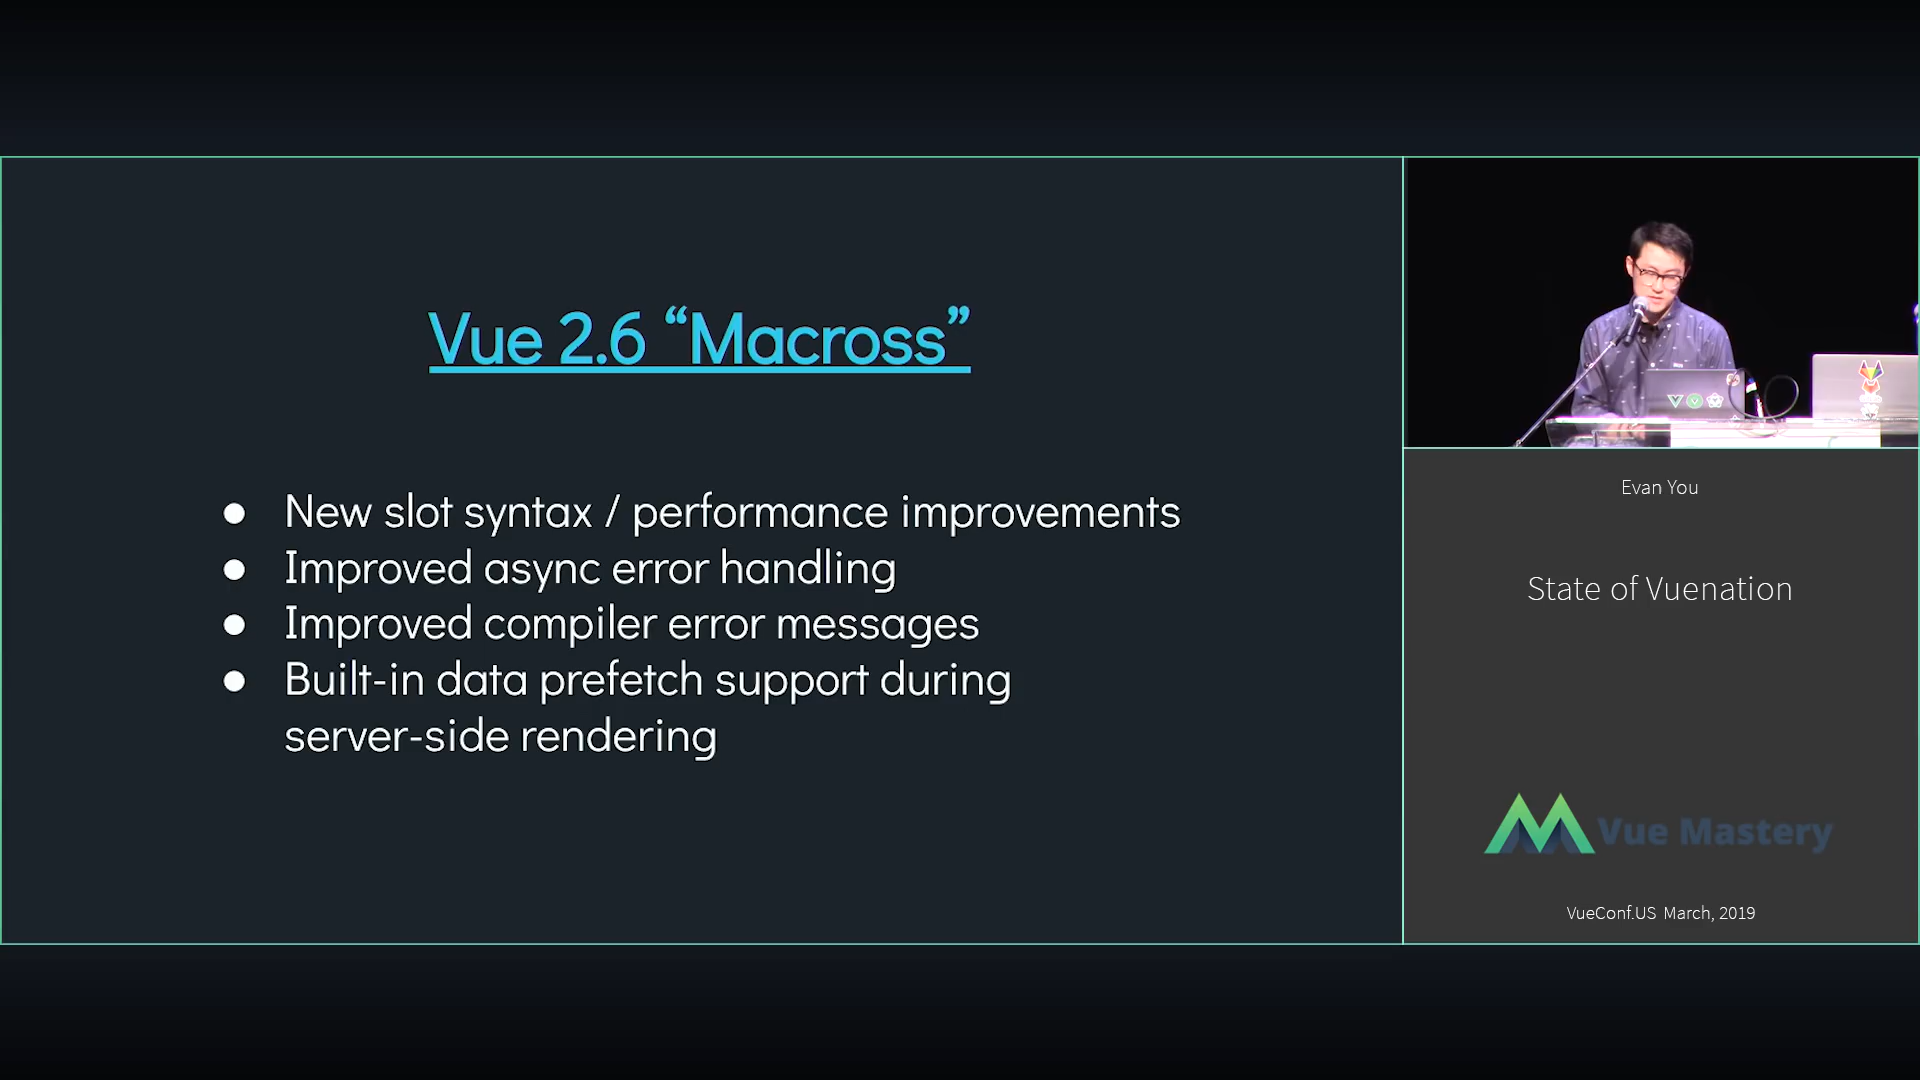 Vue 2.6 “Macross”
● New slot syntax / performance improvements
● Improved async error handling
● Improved compiler error messages
● Built-in data prefetch support during
server-side rendering
Evan You
State of Vuenation
Vue Mastery
VueConf.US March, 2019